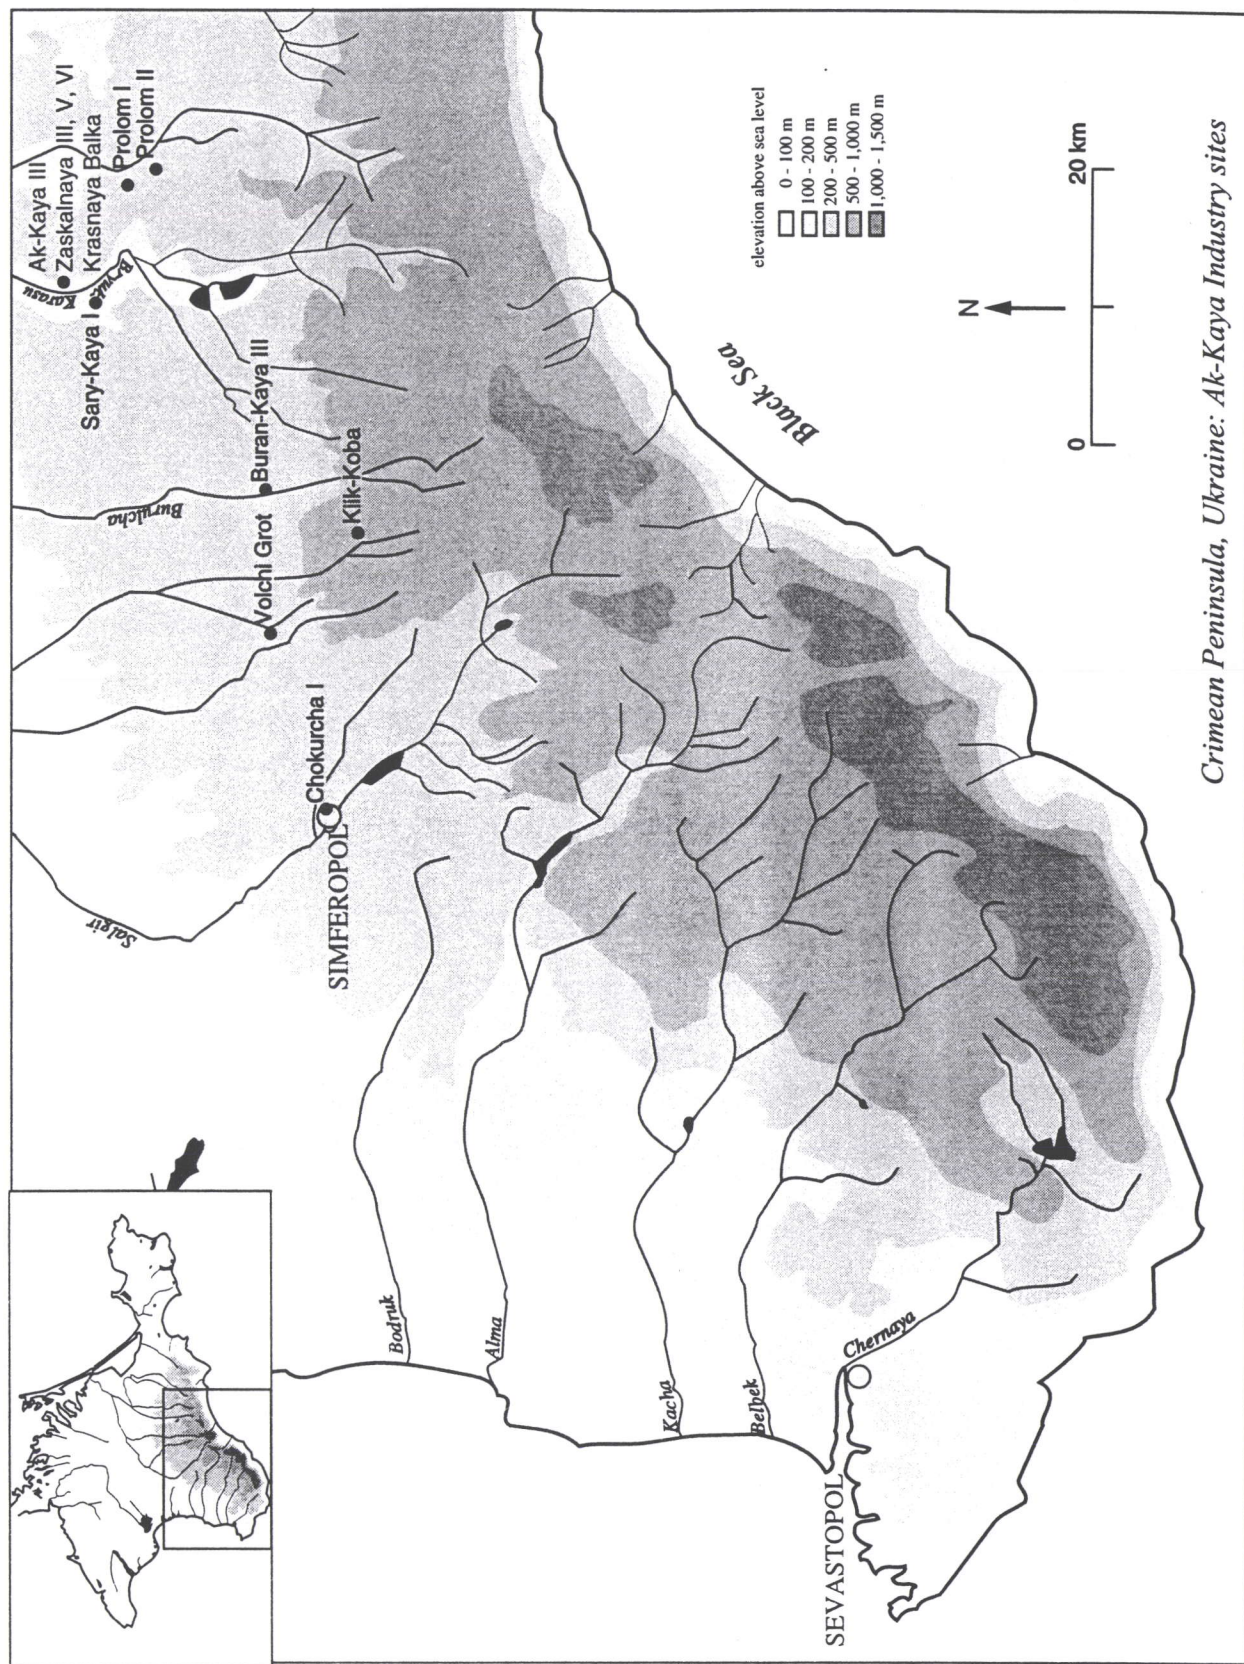 Ak-Kaya III
Zaskalnaya III, V, VI
Krasnaya Balka
Prolom I
Prolom II
Karasu
Sary-Kaya I
Buran-Kaya III
Burulcha
Klik-Koba
Volchi Grot
Chokurcha I
SIMFEROPOL
Salgir
Bodruk
Alma
Kacha
Belbek
Chernaya
SEVASTOPOL
Black Sea
elevation above sea level
0 - 100 m
100 - 200 m
200 - 500 m
500 - 1,000 m
1,000 - 1,500 m
N
0
20 km
Crimean Peninsula, Ukraine: Ak-Kaya Industry sites